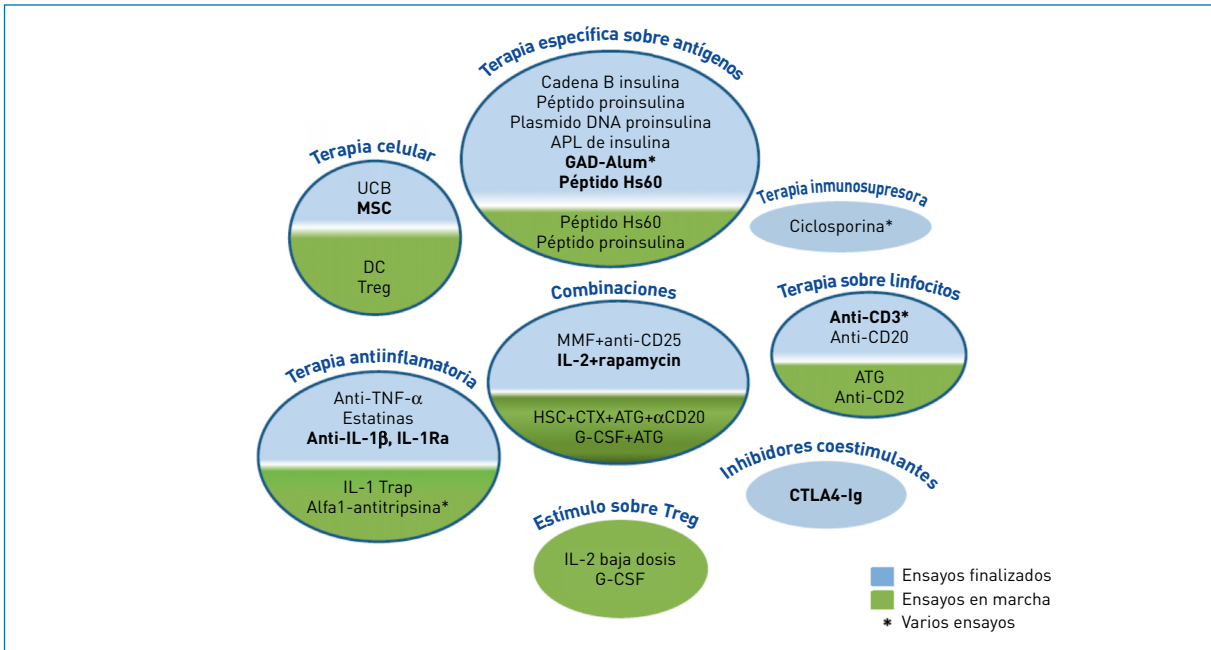 Terapia específica sobre antígenos
Cadena B insulina
Péptido proinsulina
Plasmido DNA proinsulina
APL de insulina
GAD-Alum*
Péptido Hs60
Péptido Hs60
Péptido proinsulina
Terapia celular
UCB
MSC
DC
Treg
Terapia inmunosupresora
Ciclosporina*
Combinaciones
MMF+anti-CD25
IL-2+rapamycin
HSC+CTX+ATG+αCD20
G-CSF+ATG
Terapia sobre linfocitos
Anti-CD3*
Anti-CD20
ATG
Anti-CD2
Terapia antiinflamatoria
Anti-TNF-α
Estatinas
Anti-IL-1β, IL-1Ra
IL-1 Trap
Alfa1-antitripsina*
Inhibidores coestimulantes
CTLA4-Ig
Estímulo sobre Treg
IL-2 baja dosis
G-CSF
Ensayos finalizados
Ensayos en marcha
* Varios ensayos